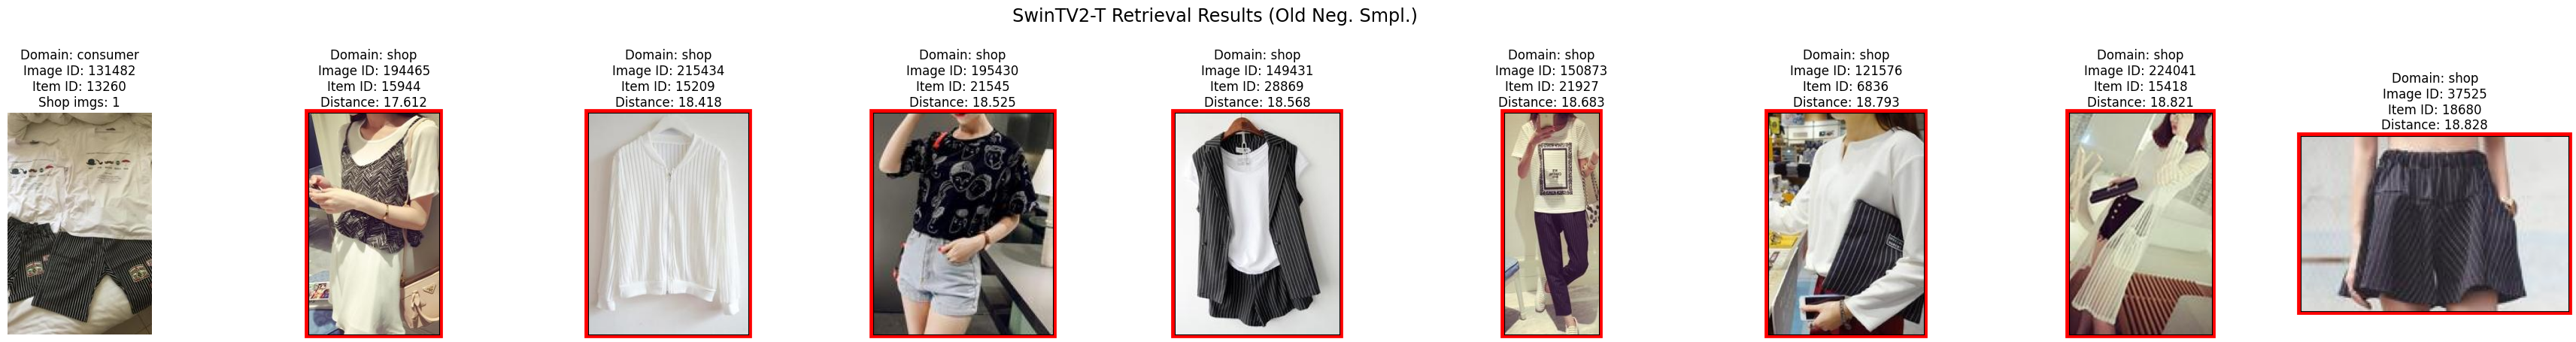 SwinTV2-T Retrieval Results (Old Neg. Smpl.)
Domain: consumer
Image ID: 131482
Item ID: 13260
Shop imgs: 1
Domain: shop
Image ID: 194465
Item ID: 15944
Distance: 17.612
Domain: shop
Image ID: 215434
Item ID: 15209
Distance: 18.418
Domain: shop
Image ID: 195430
Item ID: 21545
Distance: 18.525
Domain: shop
Image ID: 149431
Item ID: 28869
Distance: 18.568
Domain: shop
Image ID: 150873
Item ID: 21927
Distance: 18.683
Domain: shop
Image ID: 121576
Item ID: 6836
Distance: 18.793
Domain: shop
Image ID: 224041
Item ID: 15418
Distance: 18.821
Domain: shop
Image ID: 37525
Item ID: 18680
Distance: 18.828